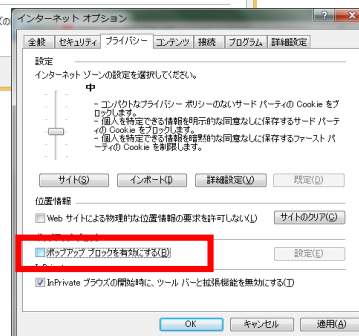 インターネット オプション
全般 セキュリティ プライバシー コンテンツ 接続 プログラム 詳細設定
設定
インターネット ゾーンの設定を選択してください。
中
- コンパクトなプライバシー ポリシーのないサード パーティの Cookie をブ
ロックします。
- 個人を特定できる情報を明示的な同意なしに保存するサード パーテ
ィの Cookie をブロックします。
- 個人を特定できる情報を暗黙的な同意なしに保存するファースト パ
ーティの Cookie を制限します。
サイト(S) インポート(I) 詳細設定(V) 既定(D)
位置情報
Web サイトによる物理的な位置情報の要求を許可しない(L) サイトのクリア(C)
ポップアップ ブロックを有効にする(B) 設定(E)
InPrivate ブラウズの開始時に、ツール バーと拡張機能を無効にする(T)
OK キャンセル 適用(A)